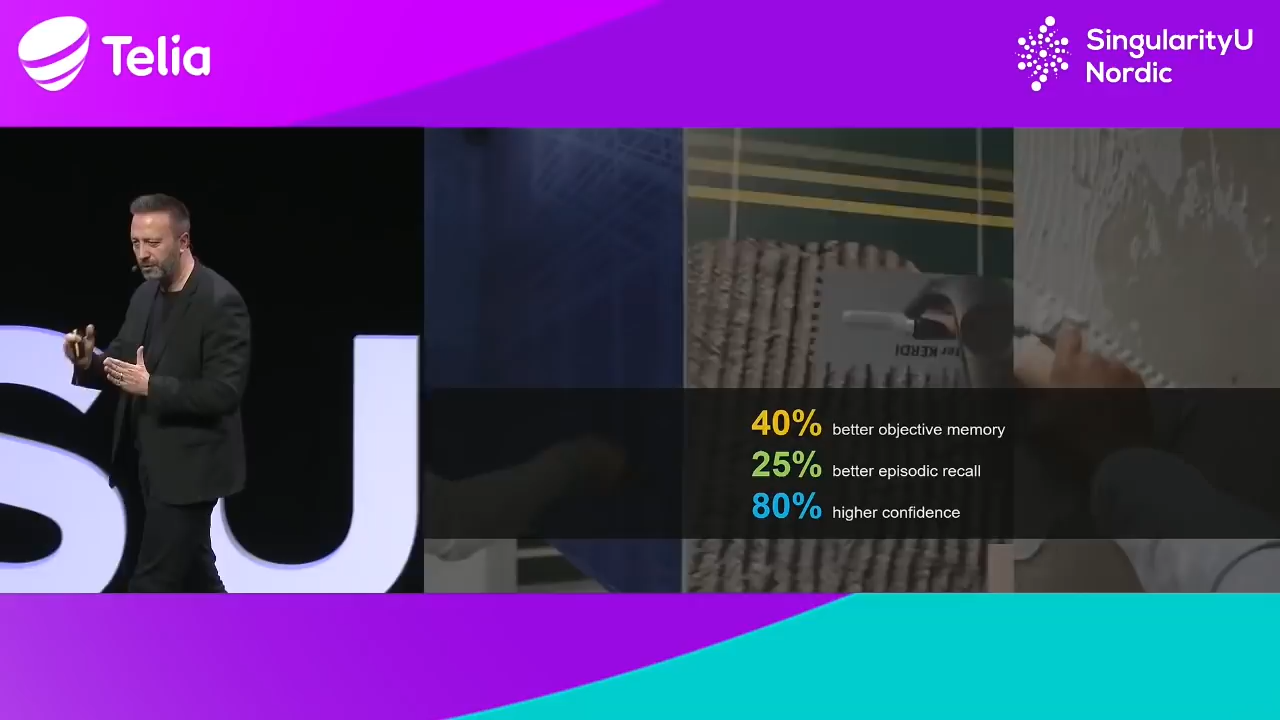 Telia
SingularityU
Nordic
SU
40% better objective memory
25% better episodic recall
80% higher confidence
KERDI